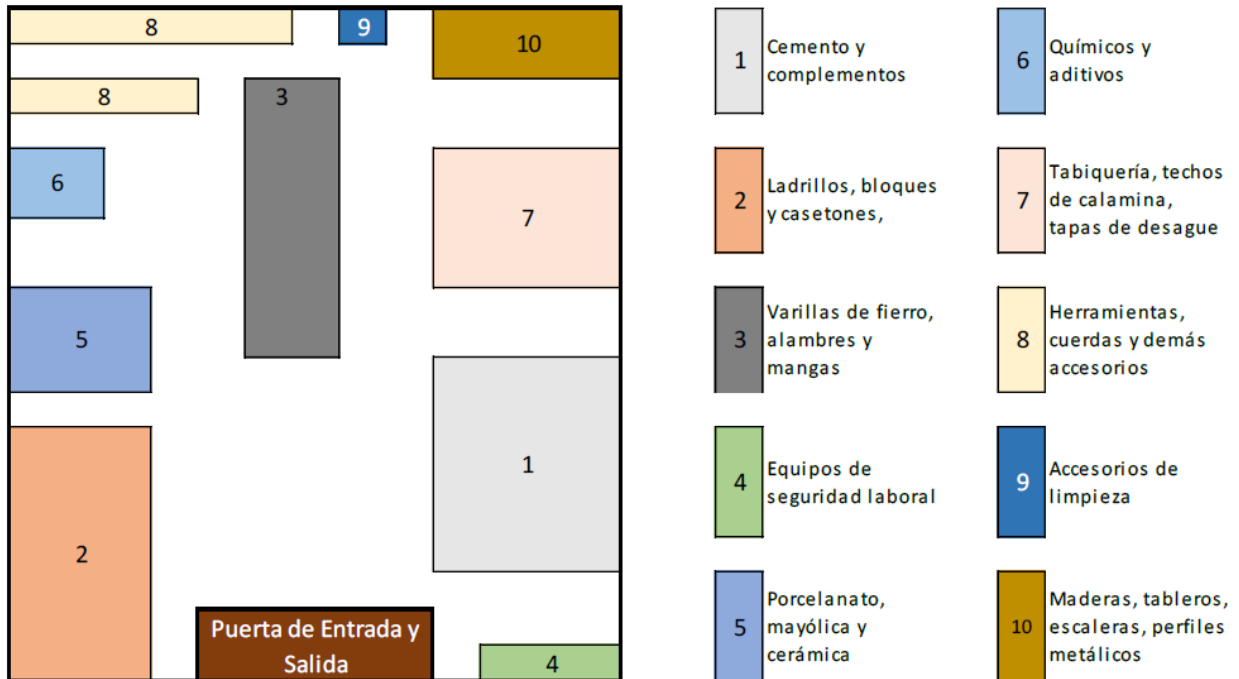 8
9
10
8
3
6
7
5
1
2
Puerta de Entrada y
Salida
4
1
Cemento y
complementos
6
Químicos y
aditivos
2
Ladrillos, bloques
y casetones,
7
Tabiquería, techos
de calamina,
tapas de desague
3
Varillas de fierro,
alambres y
mangas
8
Herramientas,
cuerdas y demás
accesorios
4
Equipos de
seguridad laboral
9
Accesorios de
limpieza
5
Porcelanato,
mayólica y
cerámica
10
Maderas, tableros,
escaleras, perfiles
metálicos